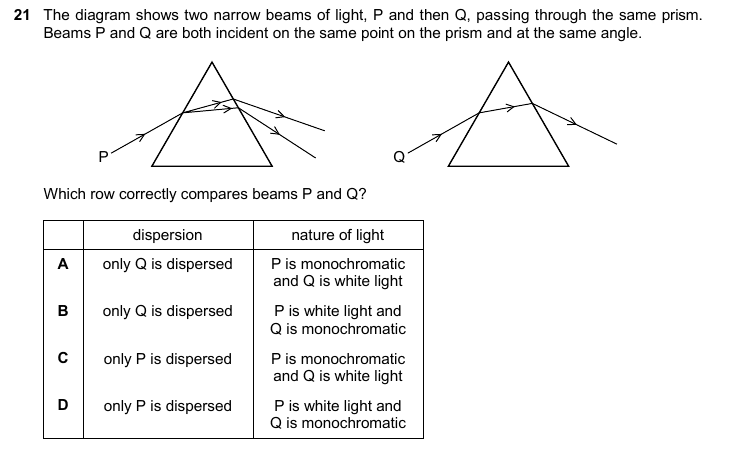 21 The diagram shows two narrow beams of light, P and then Q, passing through the same prism.
Beams P and Q are both incident on the same point on the prism and at the same angle.
P
Q
Which row correctly compares beams P and Q?
dispersion nature of light
A only Q is dispersed P is monochromatic
and Q is white light
B only Q is dispersed P is white light and
Q is monochromatic
C only P is dispersed P is monochromatic
and Q is white light
D only P is dispersed P is white light and
Q is monochromatic